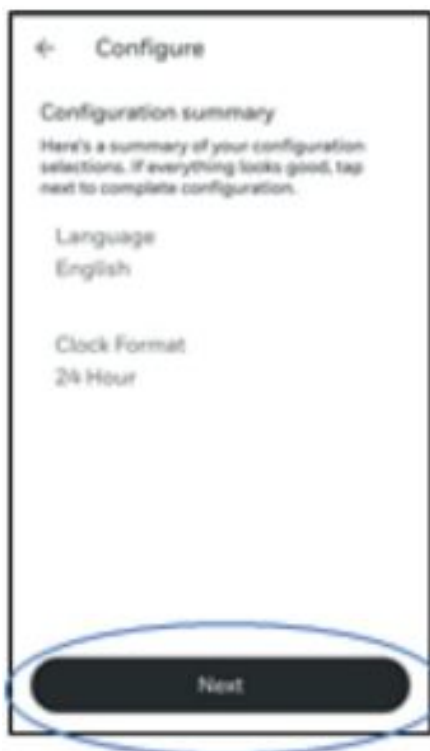 Configure
Configuration summary
Here's a summary of your configuration
selections. If everything looks good, tap
next to complete configuration.
Language
English
Clock Format
24 Hour
Next